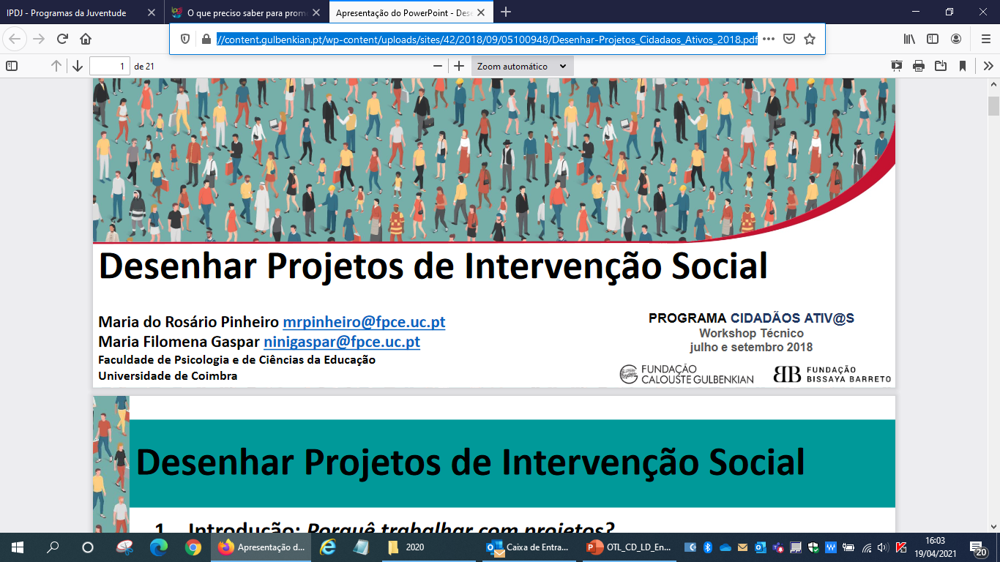 IPDJ - Programas da Juventude
O que preciso saber para prom
Apresentação do PowerPoint - Dese
//content.gulbenkian.pt/wp-content/uploads/sites/42/2018/09/05100948/Desenhar-Projetos_Cidadaos_Ativos_2018.pdf
1 de 21
Zoom automático
Desenhar Projetos de Intervenção Social
Maria do Rosário Pinheiro mrpinheiro@fpce.uc.pt
Maria Filomena Gaspar ninigaspar@fpce.uc.pt
Faculdade de Psicologia e de Ciências da Educação
Universidade de Coimbra
PROGRAMA CIDADÃOS ATIV@S
Workshop Técnico
julho e setembro 2018
FUNDAÇÃO
CALOUSTE GULBENKIAN
FUNDAÇÃO
BISSAYA BARRETO
Desenhar Projetos de Intervenção Social
1. Introdução: Porquê trabalhar com projetos?
Apresentação d...
2020
Caixa de Entra...
OTL_CD_LD_En...
16:03
19/04/2021
20